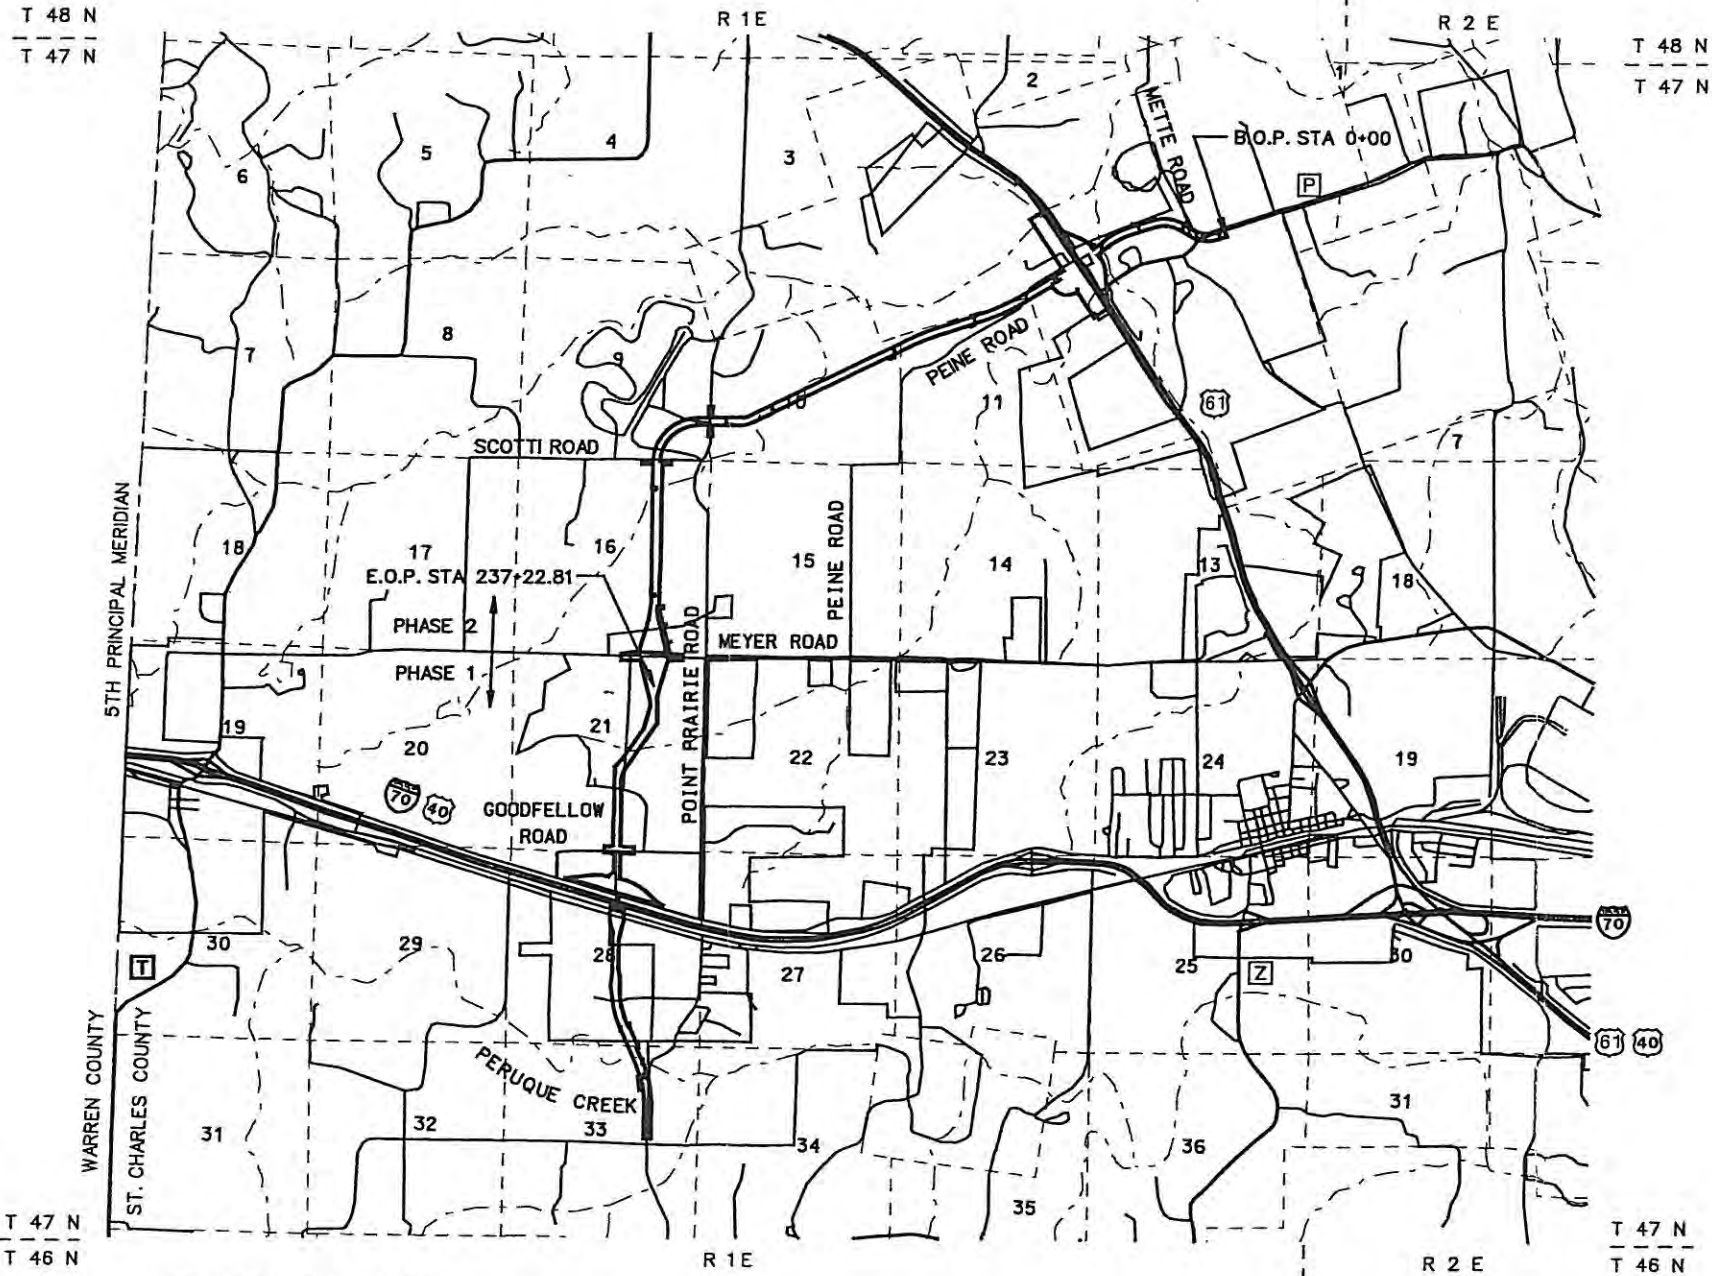 T 48 N
T 47 N
R 1 E
R 2 E
T 48 N
T 47 N
2
1
METTE ROAD
B.O.P. STA 0+00
4
5
3
6
P
8
7
9
PEINE ROAD
10
11
61
7
SCOTTI ROAD
5TH PRINCIPAL MERIDIAN
18
17
16
15
PEINE ROAD
14
13
18
E.O.P. STA 237+22.81
PHASE 2
MEYER ROAD
PHASE 1
POINT PRAIRIE ROAD
19
20
21
22
23
24
19
70
40
GOODFELLOW
ROAD
30
29
28
27
26
25
30
70
T
Z
61
40
WARREN COUNTY
ST. CHARLES COUNTY
PERUQUE CREEK
31
32
33
34
36
31
35
T 47 N
T 46 N
R 1 E
R 2 E
T 47 N
T 46 N